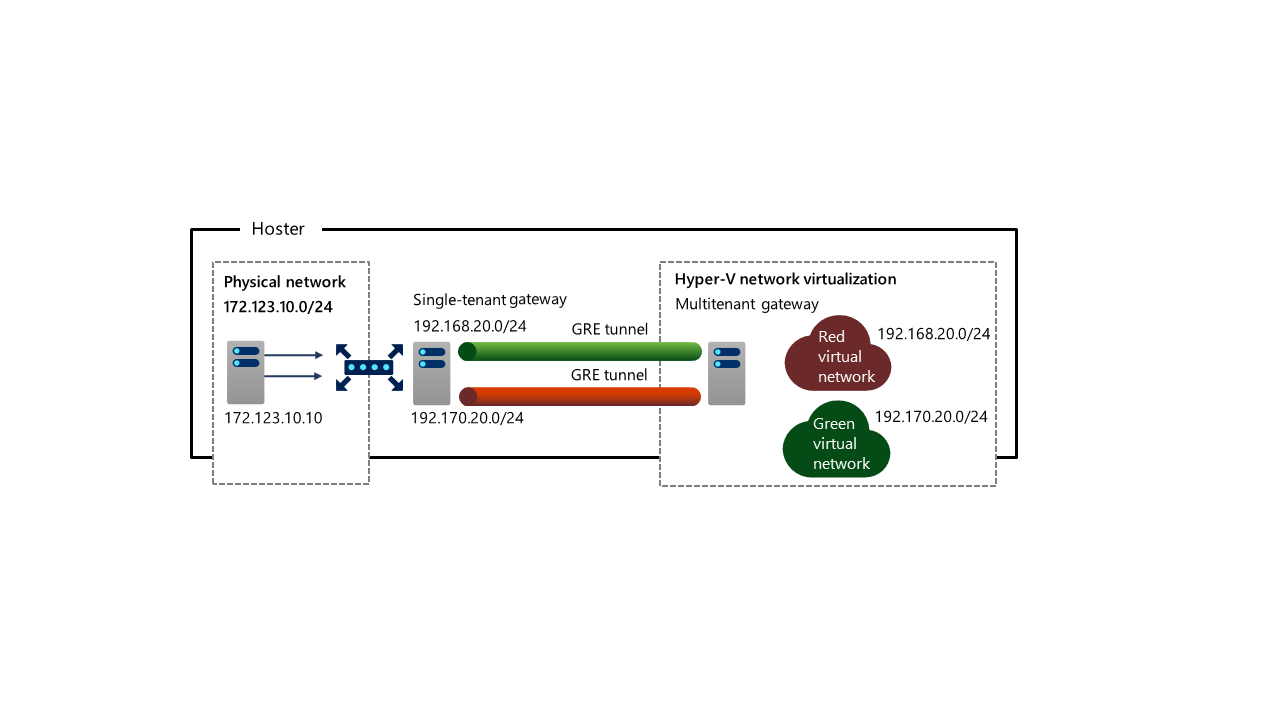 Hoster
Physical network
172.123.10.0/24
172.123.10.10
Single-tenant gateway
192.168.20.0/24
GRE tunnel
GRE tunnel
192.170.20.0/24
Hyper-V network virtualization
Multitenant gateway
Red
virtual
network
192.168.20.0/24
Green
virtual
network
192.170.20.0/24